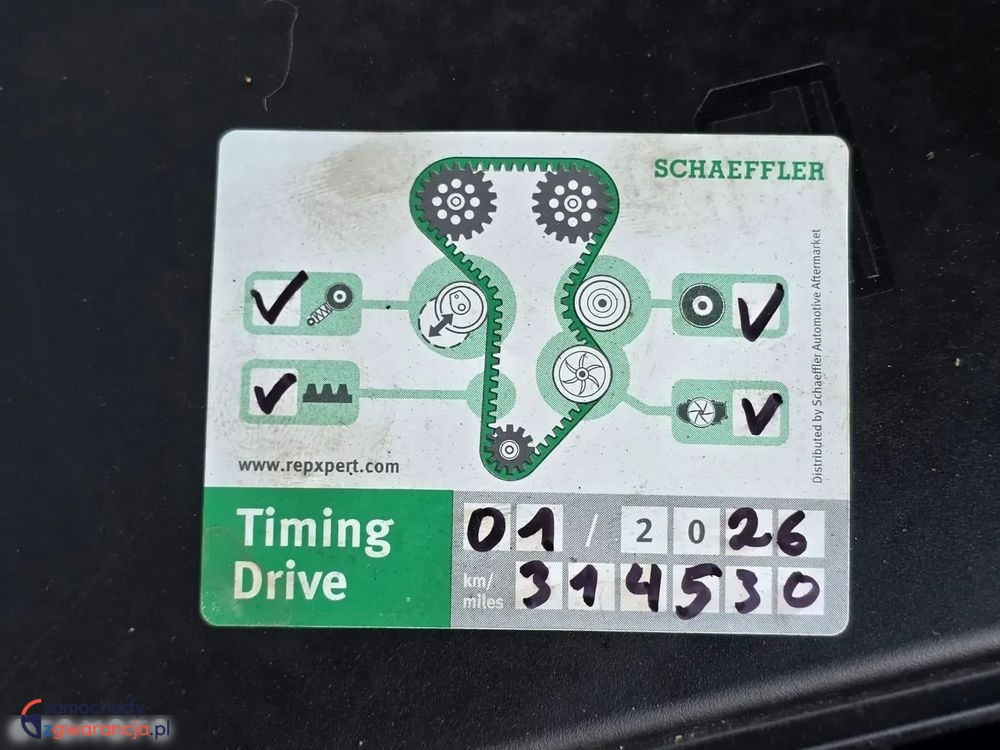 SCHAEFFLER
Distributed by Schaeffler Automotive Aftermarket
www.repxpert.com
Timing
Drive
01 / 2026
km/
miles
314530
samochody
zgwarancja.pl